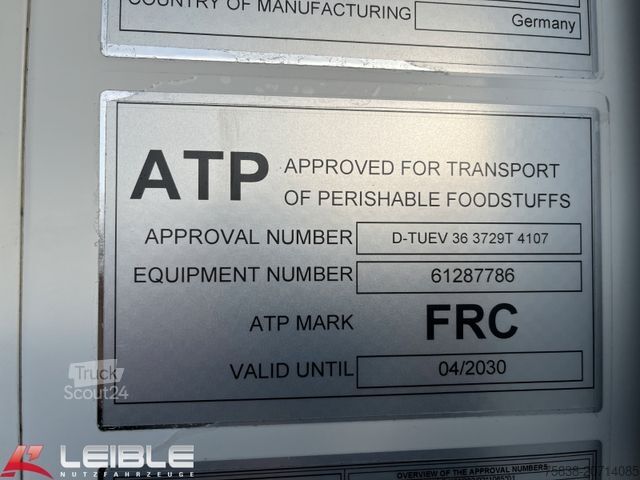 COUNTRY OF MANUFACTURING Germany
ATP APPROVED FOR TRANSPORT
OF PERISHABLE FOODSTUFFS
APPROVAL NUMBER D-TUEV 36 3729T 4107
EQUIPMENT NUMBER 61287786
ATP MARK FRC
VALID UNTIL 04/2030
Truck
Scout24
LEIBLE
NUTZFAHRZEUGE
OVERVIEW OF THE APPROVAL NUMBERS